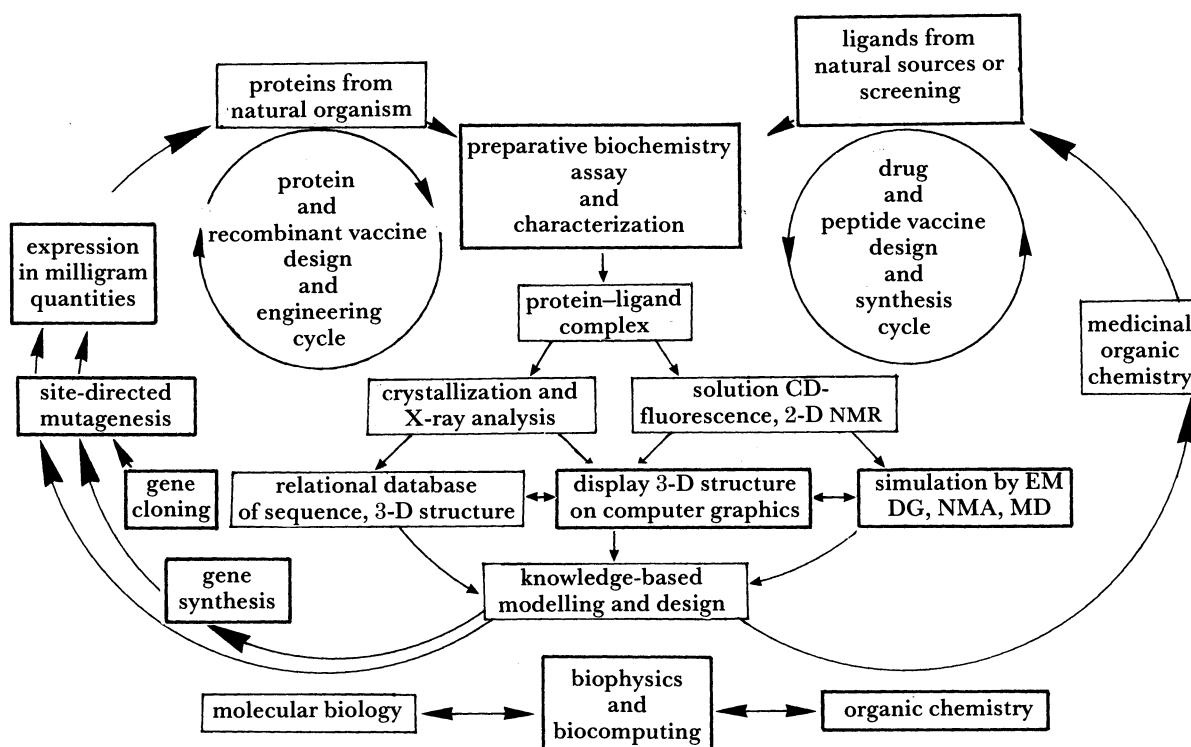 ligands from
natural sources or
screening
proteins from
natural organism
preparative biochemistry
assay
and
characterization
protein
and
recombinant vaccine
design
and
engineering
cycle
drug
and
peptide vaccine
design
and
synthesis
cycle
expression
in milligram
quantities
protein–ligand
complex
medicinal
organic
chemistry
site-directed
mutagenesis
crystallization and
X-ray analysis
solution CD-
fluorescence, 2-D NMR
gene
cloning
relational database
of sequence, 3-D structure
display 3-D structure
on computer graphics
simulation by EM
DG, NMA, MD
gene
synthesis
knowledge-based
modelling and design
molecular biology
biophysics
and
biocomputing
organic chemistry